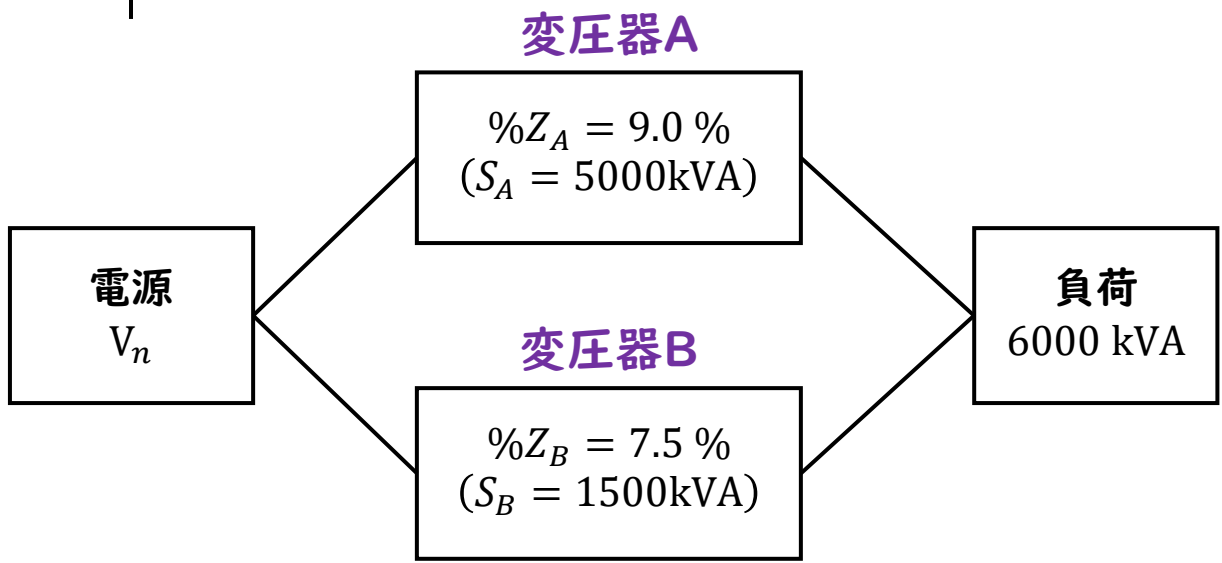 変圧器A
%Z_A = 9.0 %
(S_A = 5000kVA)
電源
V_n
負荷
6000 kVA
変圧器B
%Z_B = 7.5 %
(S_B = 1500kVA)